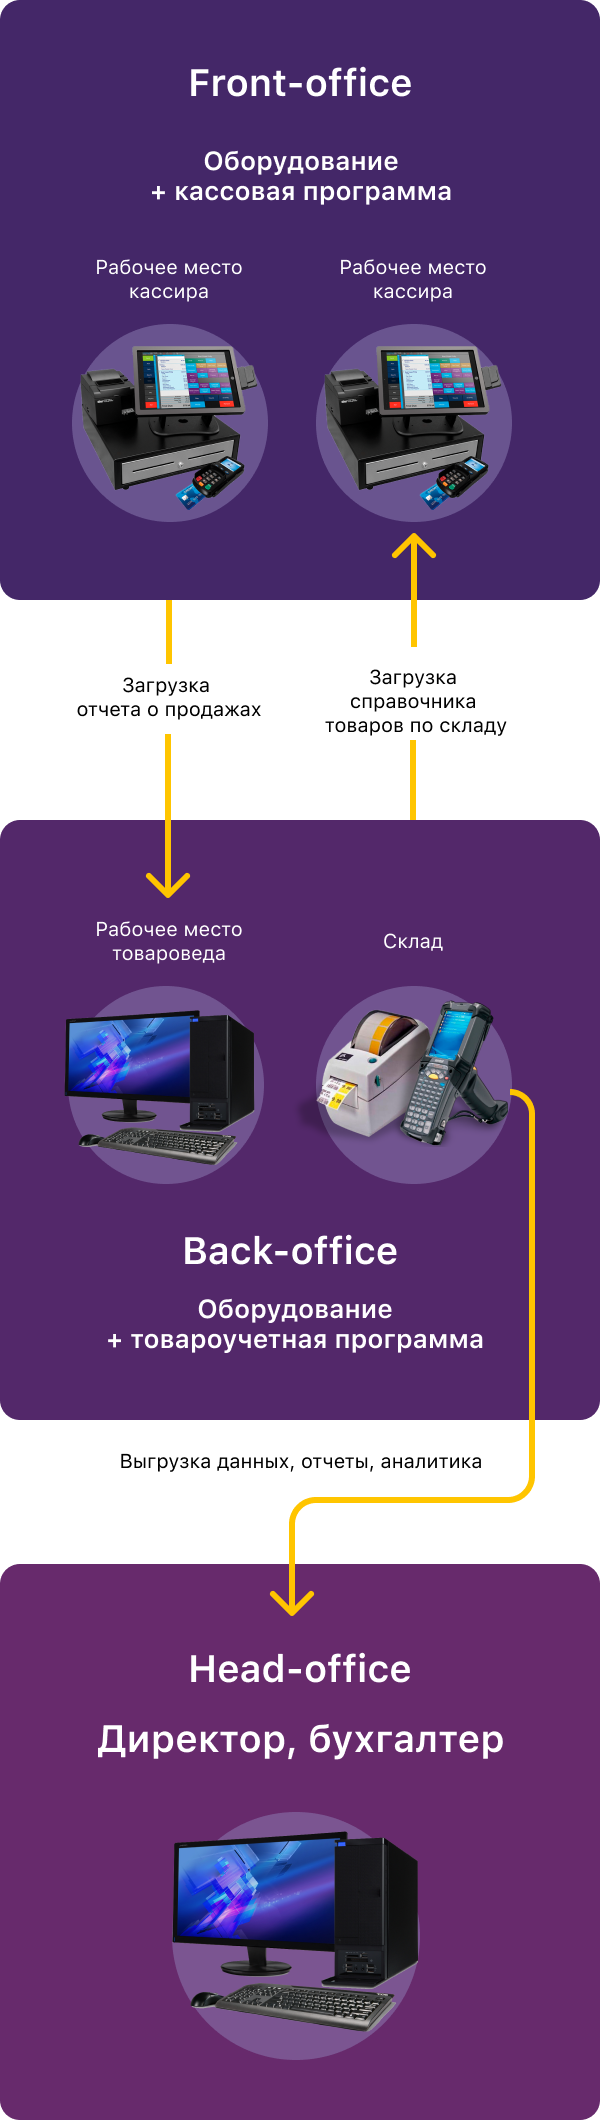 Front-office
Оборудование
+ кассовая программа
Рабочее место
кассира
Рабочее место
кассира
Загрузка
отчета о продажах
Загрузка
справочника
товаров по складу
Рабочее место
товароведа
Склад
Back-office
Оборудование
+ товароучетная программа
Выгрузка данных, отчеты, аналитика
Head-office
Директор, бухгалтер